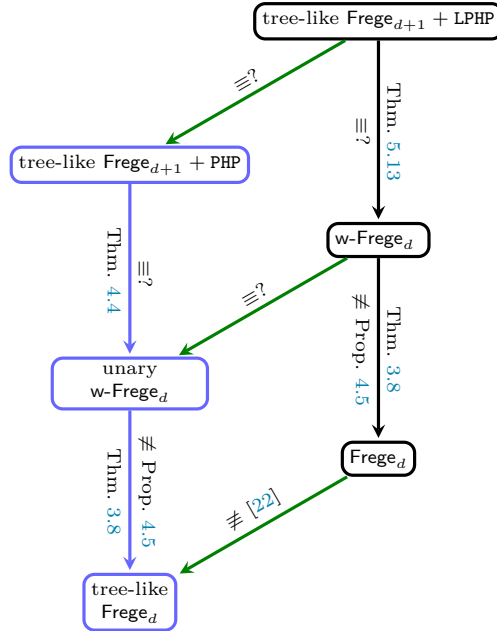 tree-like Frege_{d+1} + LPHP
≡?
Thm. 5.13
≡?
tree-like Frege_{d+1} + PHP
w-Frege_d
Thm. 4.4
≡?
≡?
Thm. 3.8
≢ Prop. 4.5
unary
w-Frege_d
Frege_d
≢ Prop. 4.5
Thm. 3.8
≢ [22]
tree-like
Frege_d